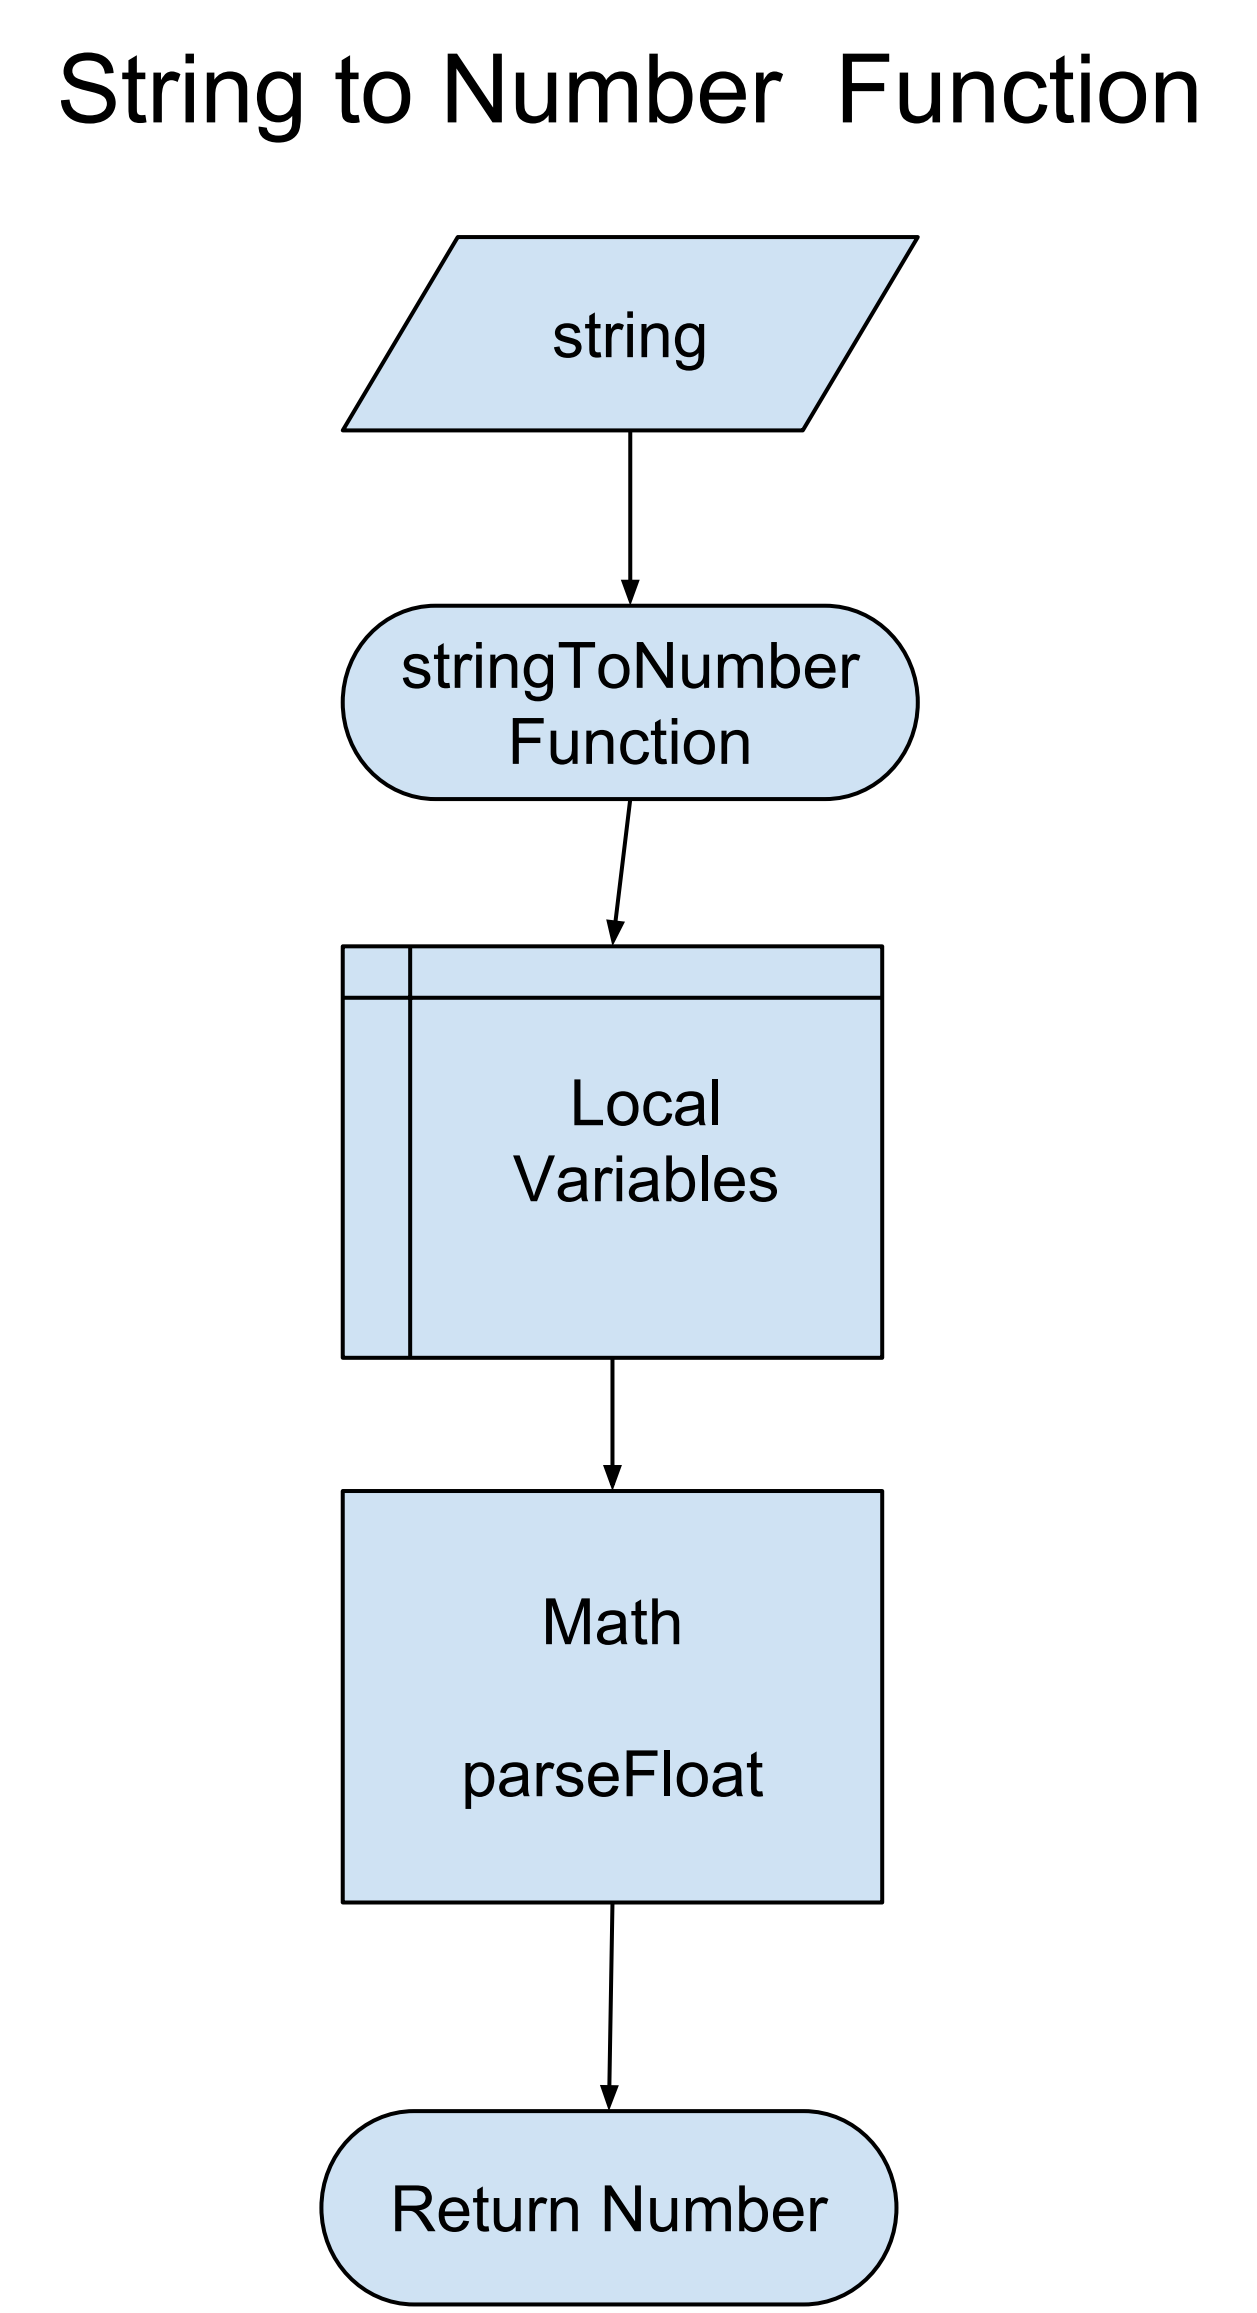 String to Number  Function
string
stringToNumber
Function
Local
Variables
Math
parseFloat
Return Number